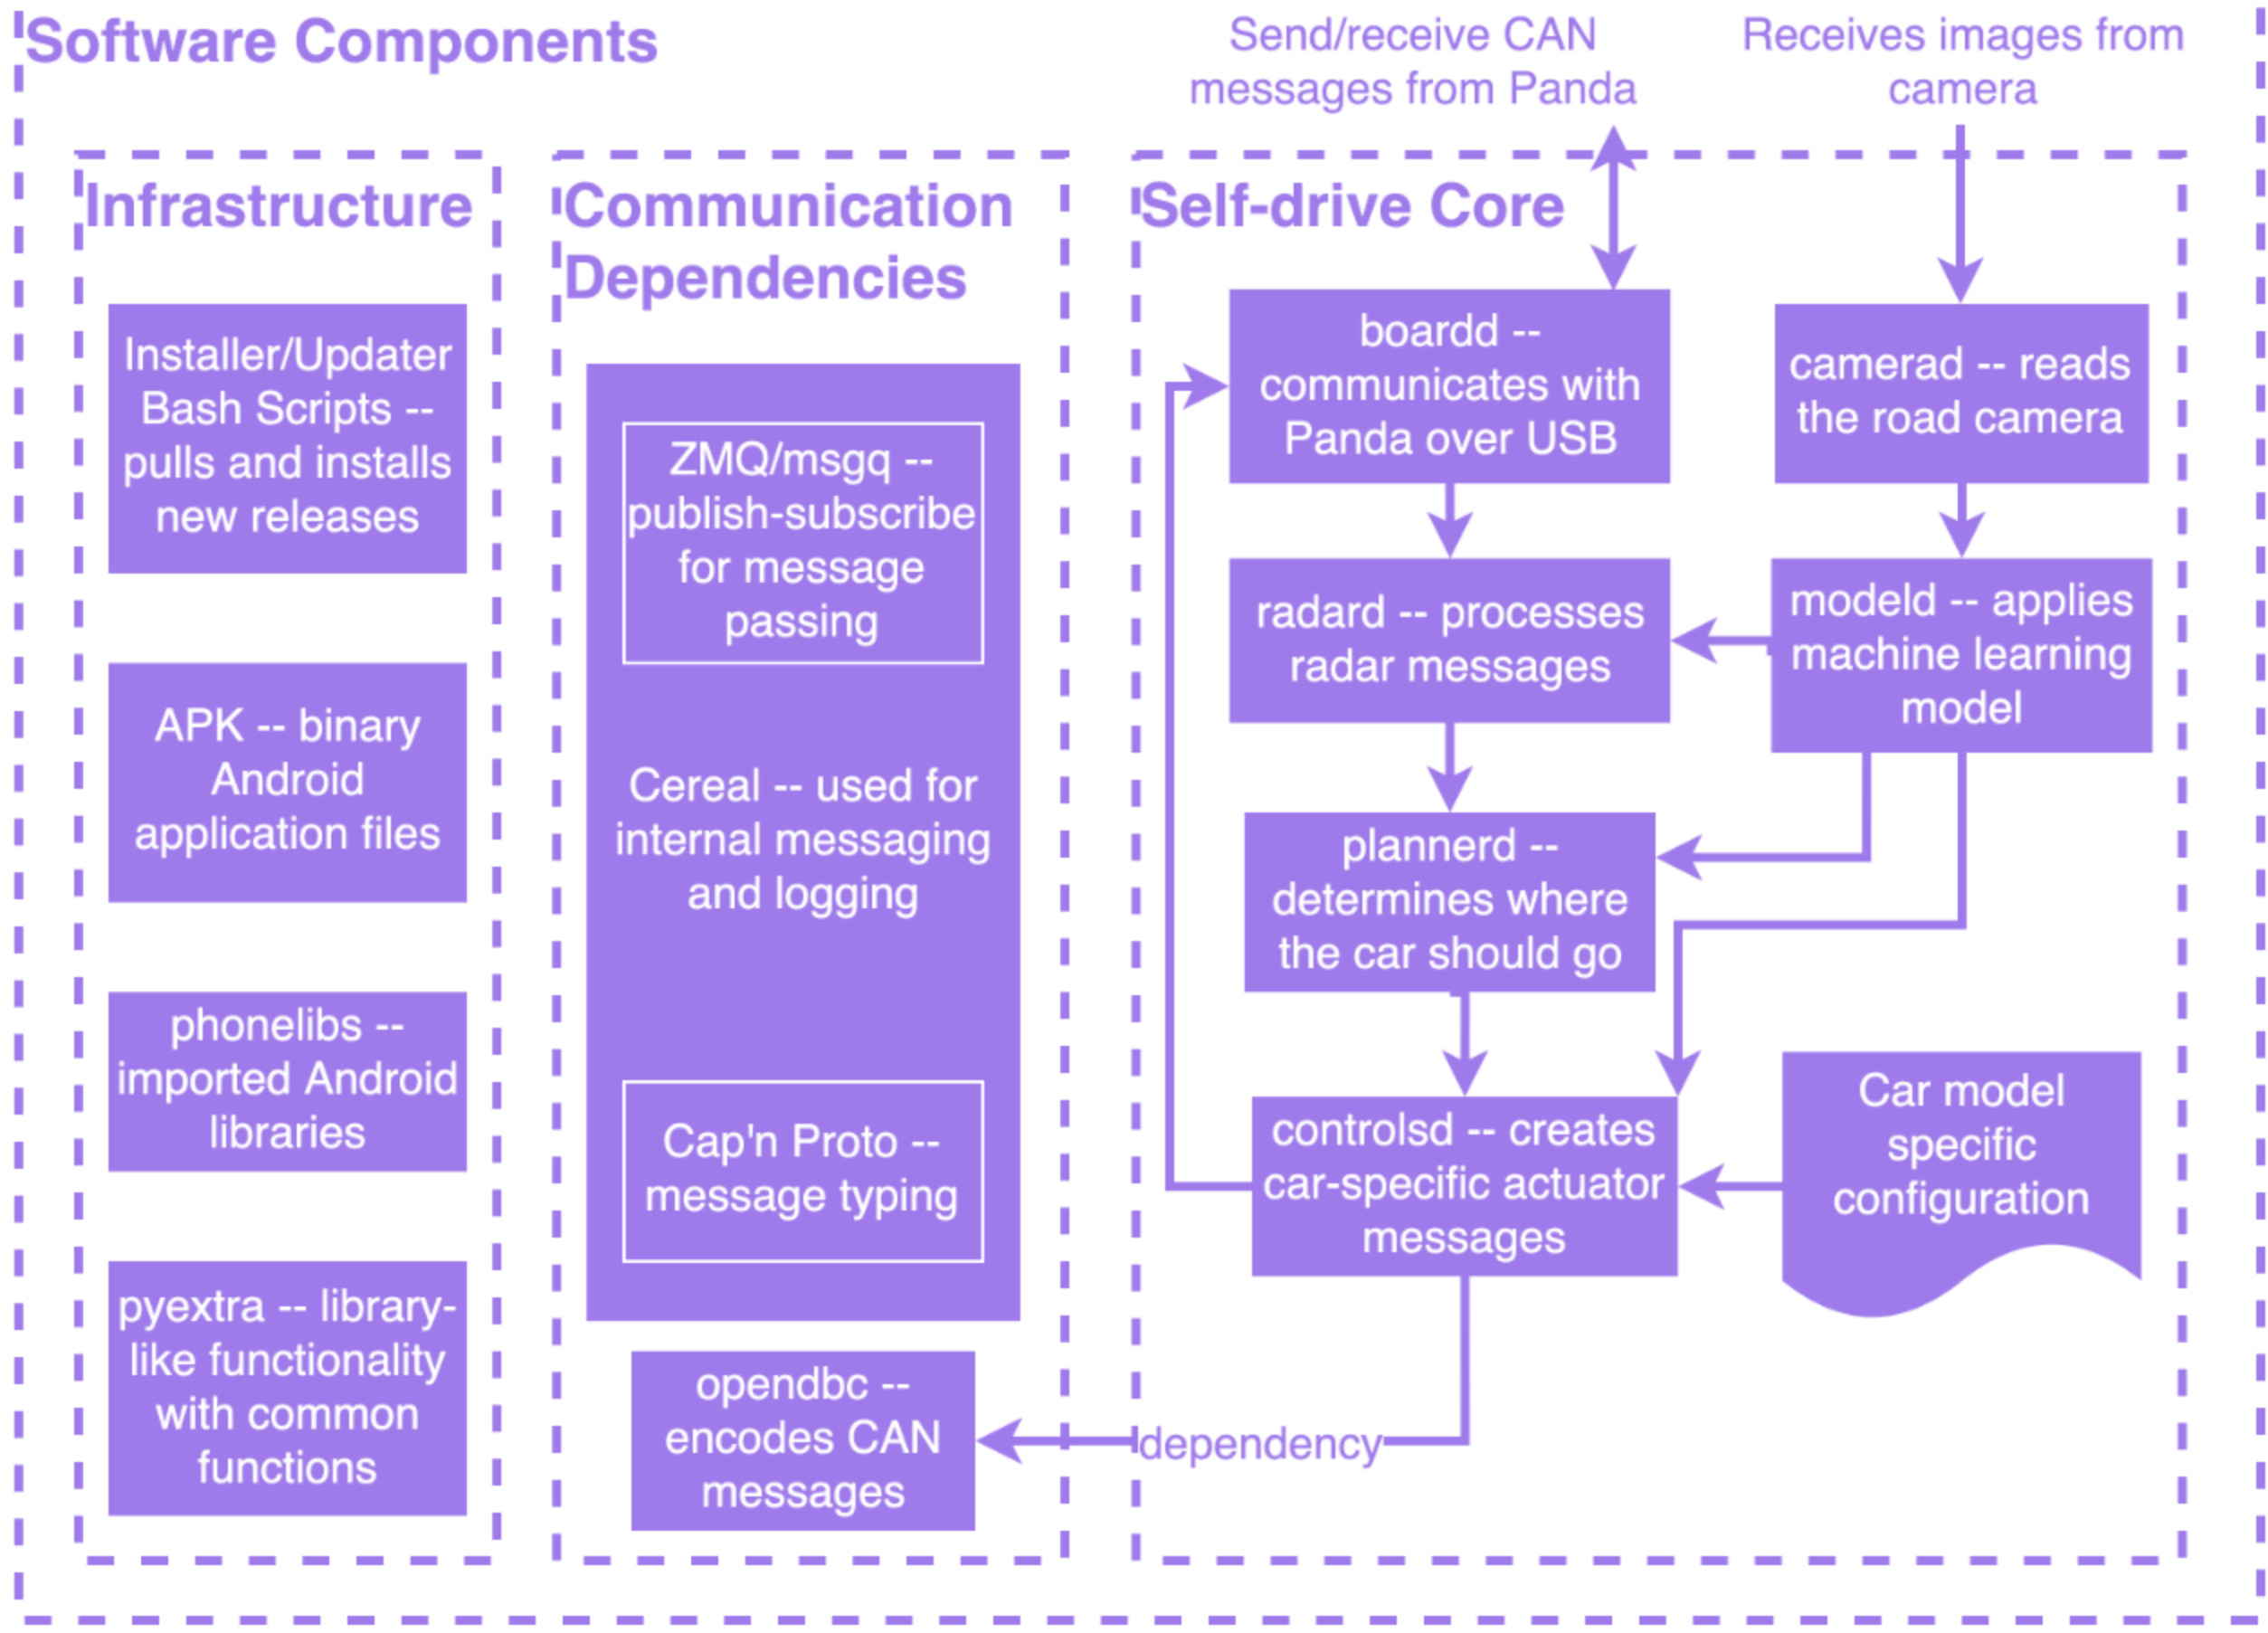 Software Components
Send/receive CAN
messages from Panda
Receives images from
camera
Infrastructure
Installer/Updater
Bash Scripts --
pulls and installs
new releases
APK -- binary
Android
application files
phonelibs --
imported Android
libraries
pyextra -- library-
like functionality
with common
functions
Communication
Dependencies
ZMQ/msgq --
publish-subscribe
for message
passing
Cereal -- used for
internal messaging
and logging
Cap'n Proto --
message typing
opendbc --
encodes CAN
messages
Self-drive Core
boardd --
communicates with
Panda over USB
camerad -- reads
the road camera
radard -- processes
radar messages
modeld -- applies
machine learning
model
plannerd --
determines where
the car should go
controlsd -- creates
car-specific actuator
messages
Car model
specific
configuration
dependency